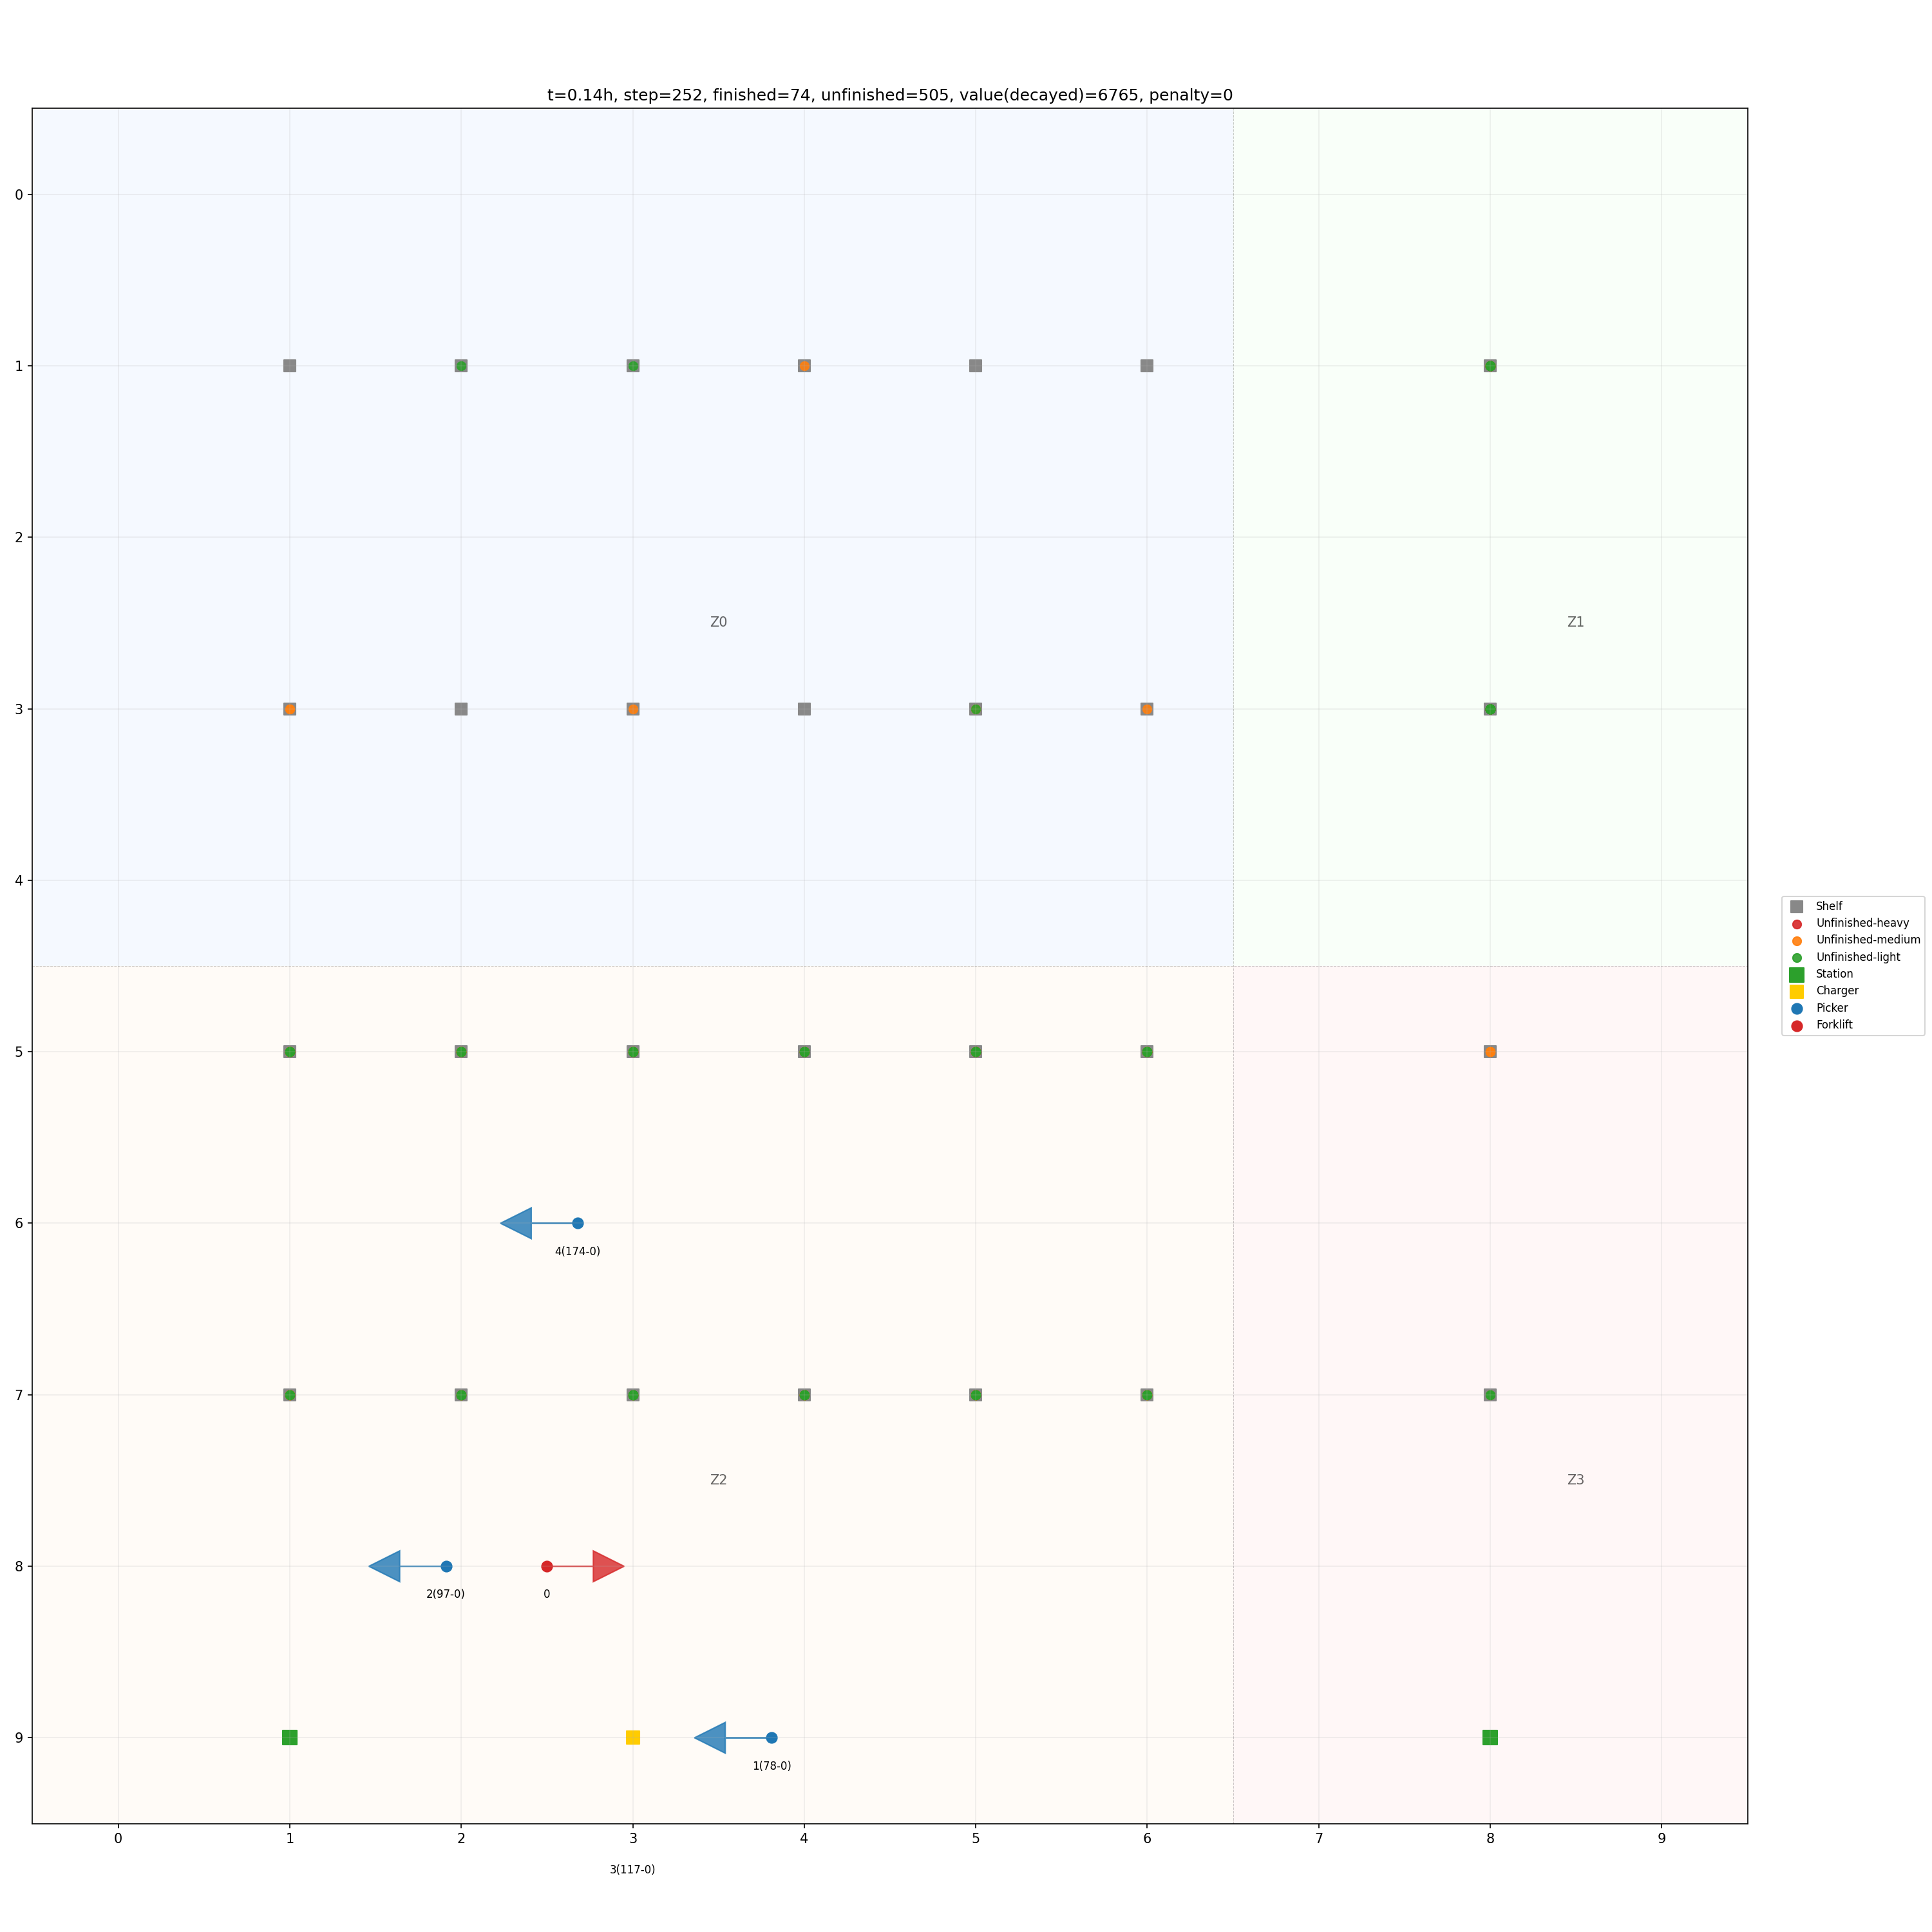 t=0.14h, step=252, finished=74, unfinished=505, value(decayed)=6765, penalty=0
0
1
2
Z0
Z1
3
4
Shelf
Unfinished-heavy
Unfinished-medium
Unfinished-light
Station
Charger
Picker
Forklift
5
6
4(174-0)
7
Z2
Z3
8
2(97-0)
0
9
1(78-0)
0 1 2 3 4 5 6 7 8 9
3(117-0)